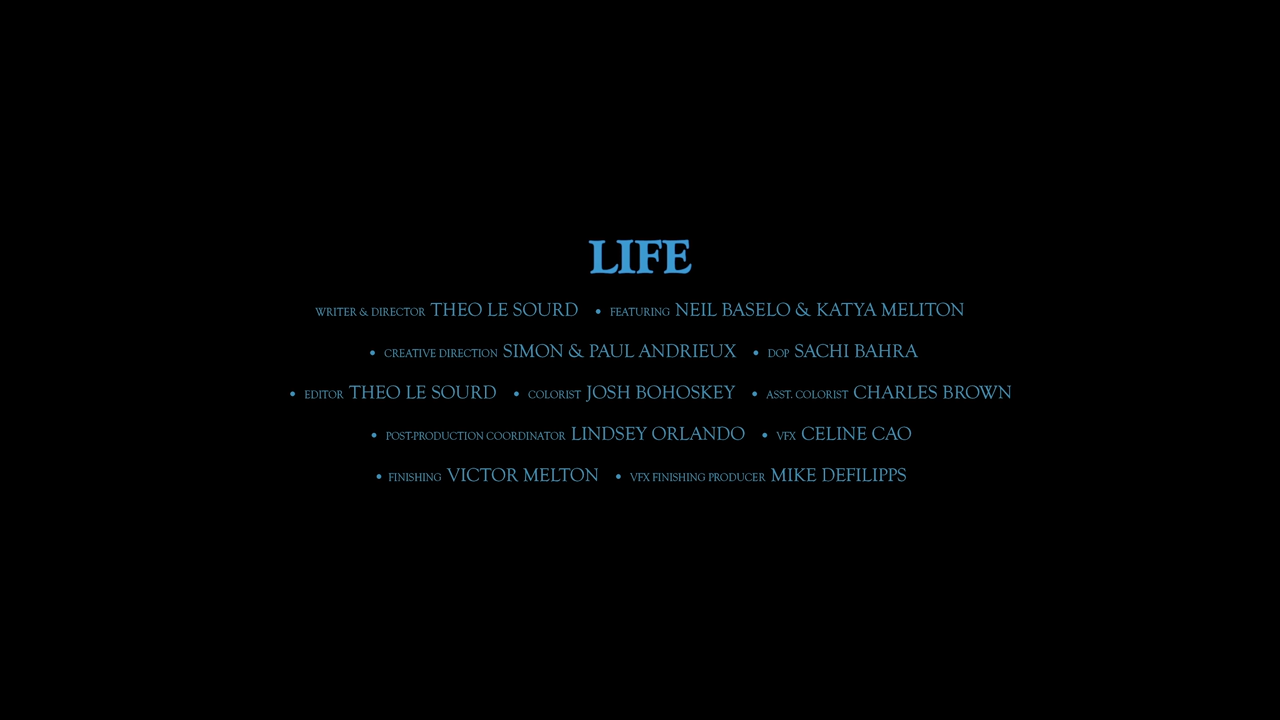 LIFE
WRITER & DIRECTOR THEO LE SOURD • FEATURING NEIL BASELO & KATYA MELITON
• CREATIVE DIRECTION SIMON & PAUL ANDRIEUX • DOP SACHI BAHRA
• EDITOR THEO LE SOURD • COLORIST JOSH BOHOSKEY • ASST. COLORIST CHARLES BROWN
• POST-PRODUCTION COORDINATOR LINDSEY ORLANDO • VFX CELINE CAO
• FINISHING VICTOR MELTON • VFX FINISHING PRODUCER MIKE DEFILIPPS